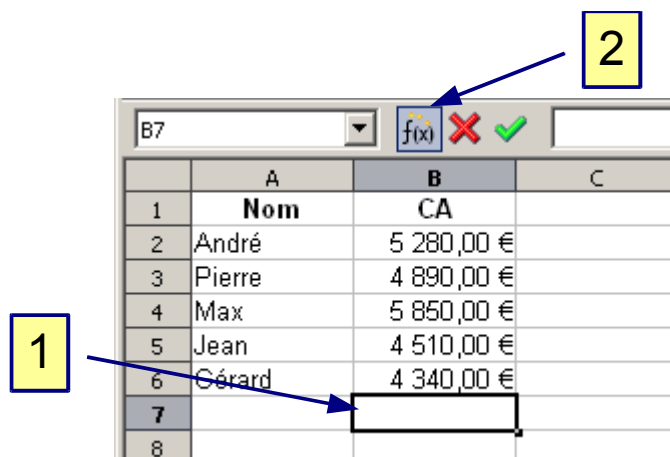 2
B7 f(x)
A B C
1 Nom CA
2 André 5 280,00 €
3 Pierre 4 890,00 €
4 Max 5 850,00 €
1
5 Jean 4 510,00 €
6 Gérard 4 340,00 €
7
8